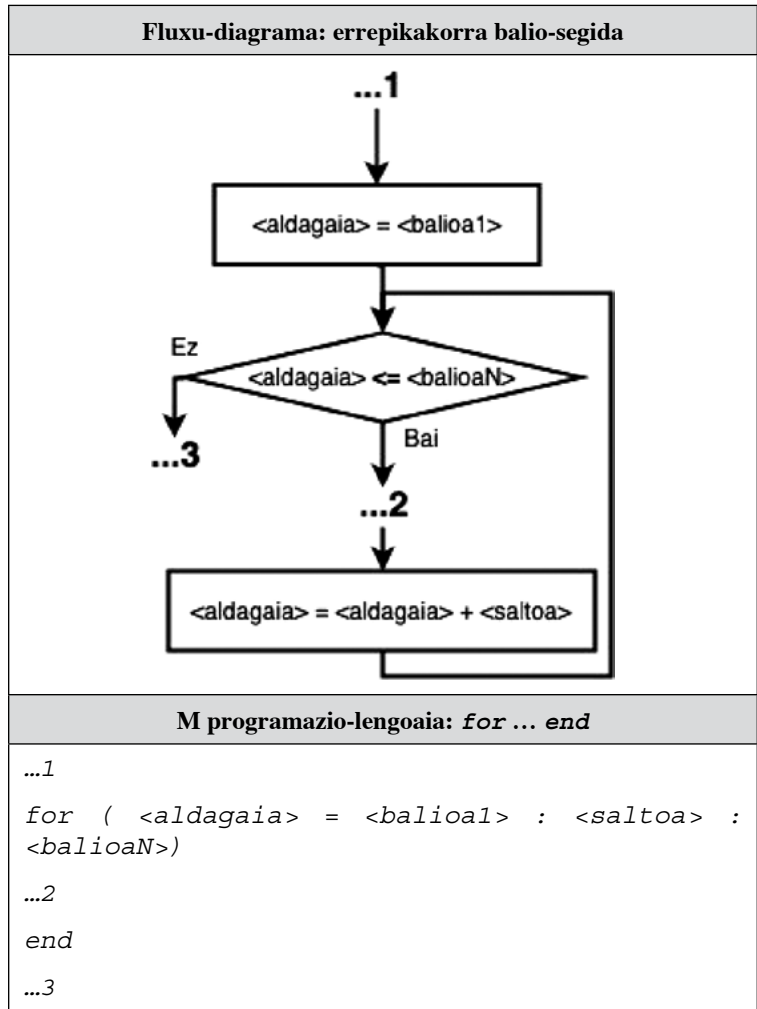 Fluxu-diagrama: errepikakorra balio-segida
...1
<aldagaia> = <balioa1>
Ez
<aldagaia> <= <balioaN>
Bai
...3
...2
<aldagaia> = <aldagaia> + <saltoa>
M programazio-lengoaia: for … end
…1
for ( <aldagaia> = <balioa1> : <saltoa> :
<balioaN>)
…2
end
…3